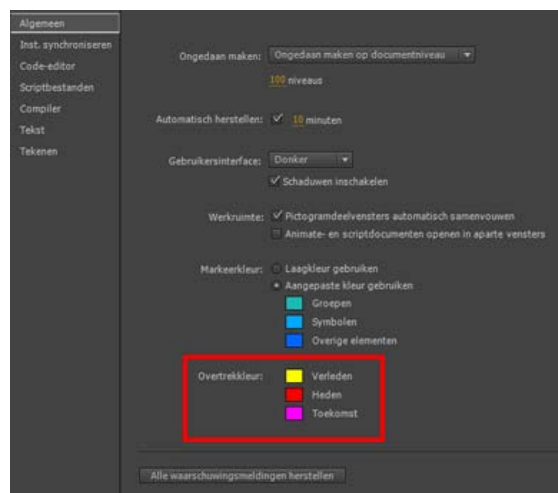 Algemeen
Inst. synchroniseren
Code-editor
Scriptbestanden
Compiler
Tekst
Tekenen
Ongedaan maken: Ongedaan maken op documentniveau
100 niveaus
Automatisch herstellen: 10 minuten
Gebruikersinterface: Donker
Schaduwen inschakelen
Werkruimte: Pictogramdeelvensters automatisch samenvouwen
Animate- en scriptdocumenten openen in aparte vensters
Markeerkleur: Laagkleur gebruiken
Aangepaste kleur gebruiken
Groepen
Symbolen
Overige elementen
Overtrekkleur: Verleden
Heden
Toekomst
Alle waarschuwingsmeldingen herstellen